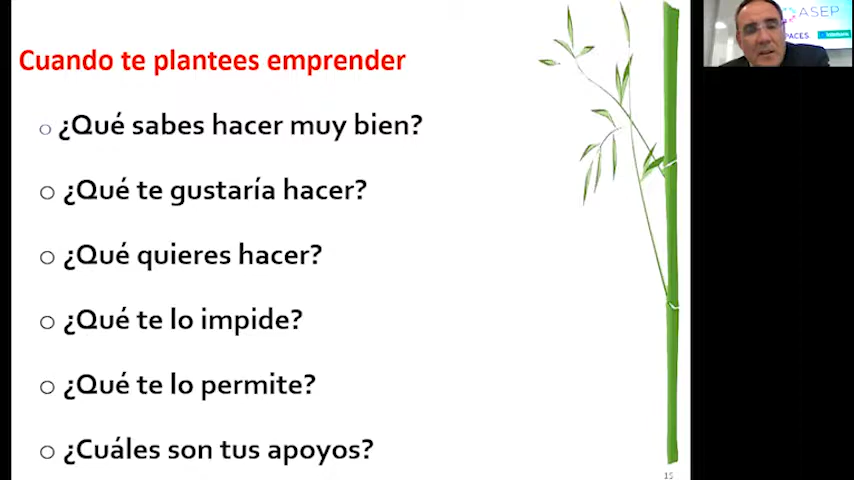 Cuando te plantees emprender
¿Qué sabes hacer muy bien?
¿Qué te gustaría hacer?
¿Qué quieres hacer?
¿Qué te lo impide?
¿Qué te lo permite?
¿Cuáles son tus apoyos?
15
ASEP
PACES